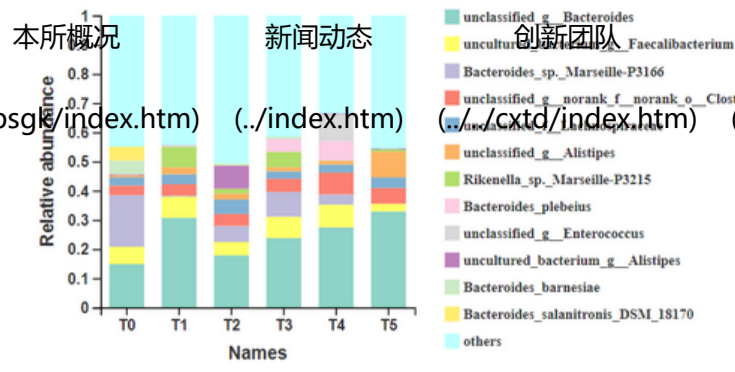 1
0.8
0.7
0.6
0.5
0.4
0.3
0.2
0.1
0
Relative abundance
T0 T1 T2 T3 T4 T5
Names
本所概况 新闻动态 创新团队
index.htm) (../index.htm) (../../cxtd/index.htm) (
unclassified_g__Bacteroides
Faecalibacterium
Bacteroides_sp._Marseille-P3166
unclassified_g__norank_f__norank_o__Clost
unclassified_g__Alistipes
Rikenella_sp._Marseille-P3215
Bacteroides_plebeius
unclassified_g__Enterococcus
uncultured_bacterium_g__Alistipes
Bacteroides_barnesiae
Bacteroides_salanitronis_DSM_18170
others